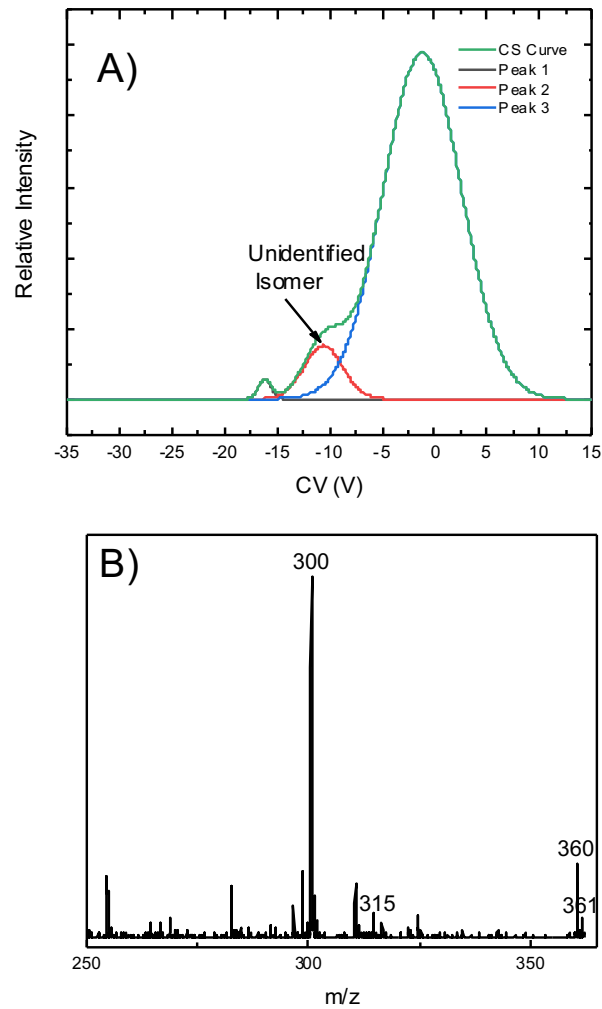 A)
CS Curve
Peak 1
Peak 2
Peak 3
Relative Intensity
Unidentified
Isomer
-35 -30 -25 -20 -15 -10 -5 0 5 10 15
CV (V)
B)
300
360
315
361
250 300 350
m/z